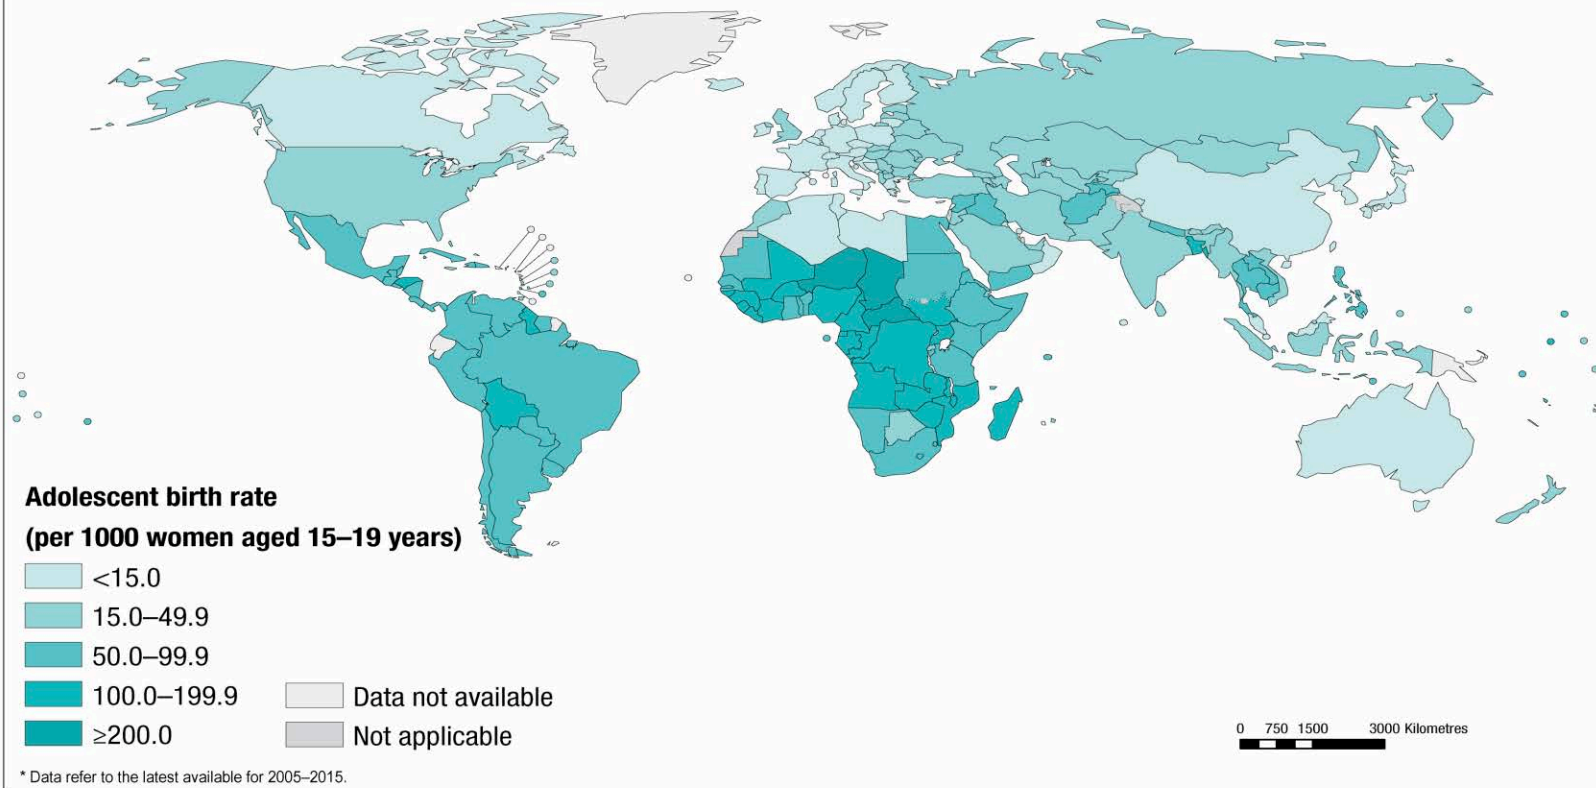 Adolescent birth rate
(per 1000 women aged 15–19 years)
<15.0
15.0–49.9
50.0–99.9
100.0–199.9
≥200.0
Data not available
Not applicable
0 750 1500 3000 Kilometres
* Data refer to the latest available for 2005–2015.